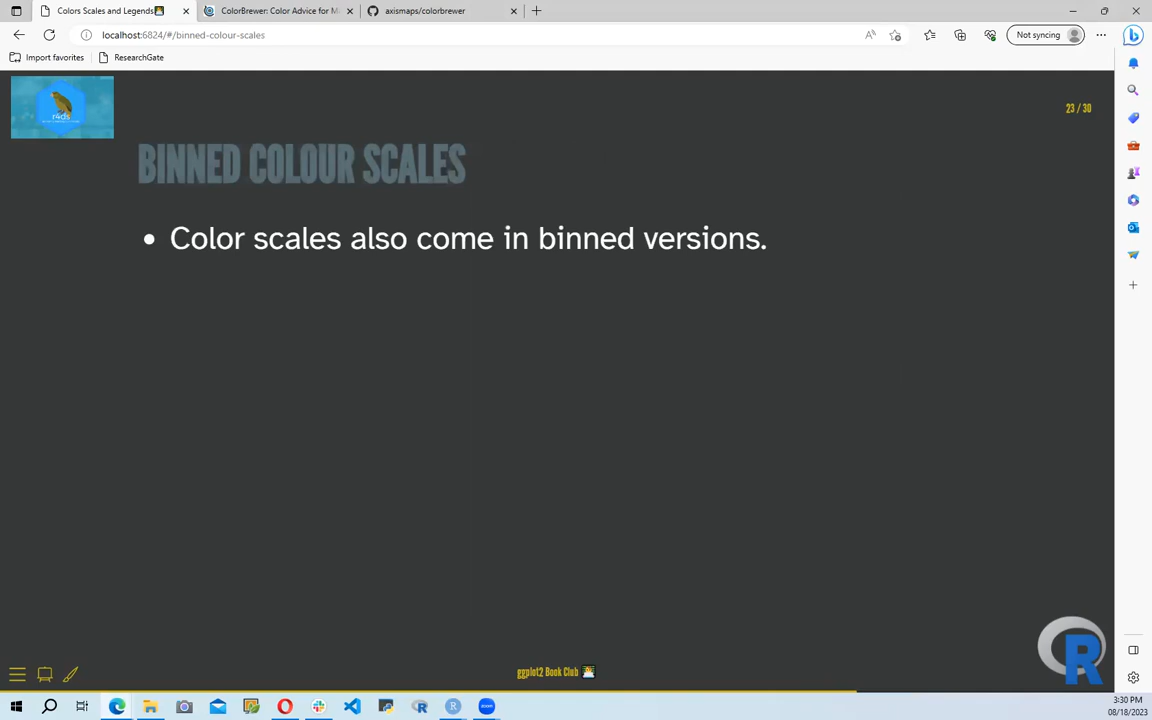 Colors Scales and Legends
ColorBrewer: Color Advice for M
axismaps/colorbrewer
localhost:6824/#/binned-colour-scales
Not syncing
Import favorites
ResearchGate
r4ds
23 / 30
BINNED COLOUR SCALES
• Color scales also come in binned versions.
ggplot2 Book Club
R
3:30 PM
08/18/2023